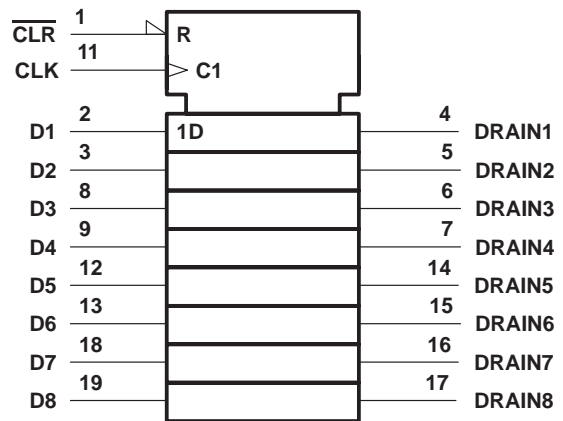 CLR 1 R
CLK 11 C1
D1 2 1D 4 DRAIN1
D2 3 5 DRAIN2
D3 8 6 DRAIN3
D4 9 7 DRAIN4
D5 12 14 DRAIN5
D6 13 15 DRAIN6
D7 18 16 DRAIN7
D8 19 17 DRAIN8